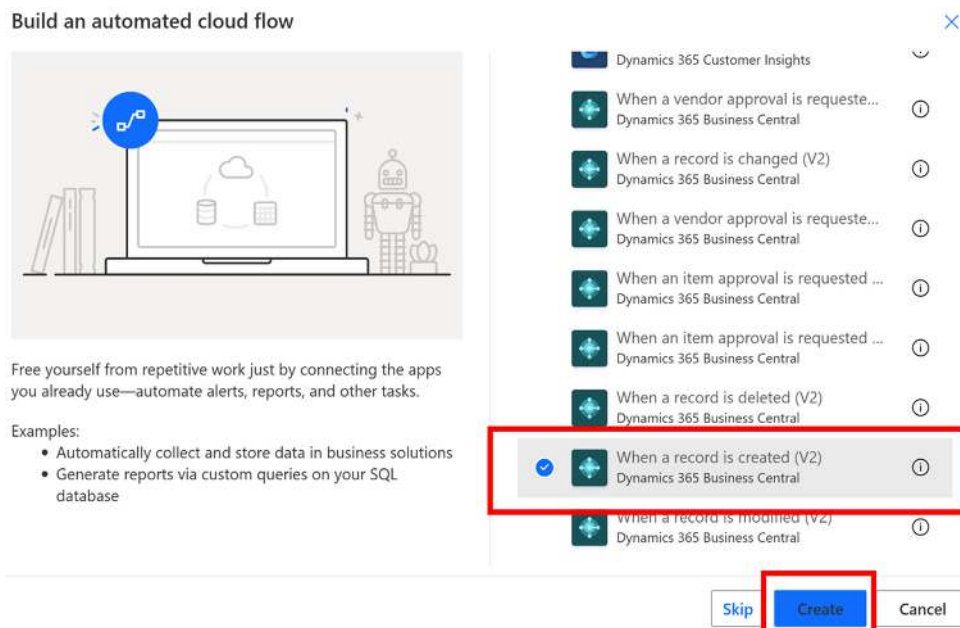 Build an automated cloud flow
Free yourself from repetitive work just by connecting the apps
you already use—automate alerts, reports, and other tasks.
Examples:
• Automatically collect and store data in business solutions
• Generate reports via custom queries on your SQL
database
Dynamics 365 Customer Insights
When a vendor approval is requeste...
Dynamics 365 Business Central
When a record is changed (V2)
Dynamics 365 Business Central
When a vendor approval is requeste...
Dynamics 365 Business Central
When an item approval is requested ...
Dynamics 365 Business Central
When an item approval is requested ...
Dynamics 365 Business Central
When a record is deleted (V2)
Dynamics 365 Business Central
When a record is created (V2)
Dynamics 365 Business Central
When a record is modified (V2)
Dynamics 365 Business Central
Skip
Create
Cancel